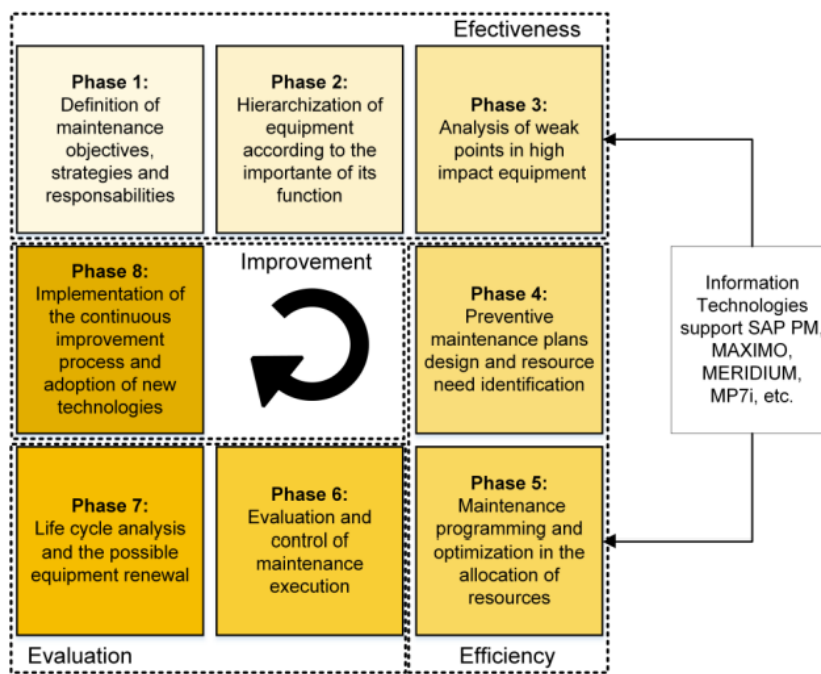 Efectiveness
Phase 1:
Definition of
maintenance
objectives,
strategies and
responsabilities
Phase 2:
Hierarchization of
equipment
according to the
importante of its
function
Phase 3:
Analysis of weak
points in high
impact equipment
Phase 8:
Implementation of
the continuous
improvement
process and
adoption of new
technologies
Improvement
Phase 4:
Preventive
maintenance plans
design and resource
need identification
Information
Technologies
support SAP PM,
MAXIMO,
MERIDIUM,
MP7i, etc.
Phase 7:
Life cycle analysis
and the possible
equipment renewal
Phase 6:
Evaluation and
control of
maintenance
execution
Phase 5:
Maintenance
programming and
optimization in the
allocation of
resources
Evaluation
Efficiency